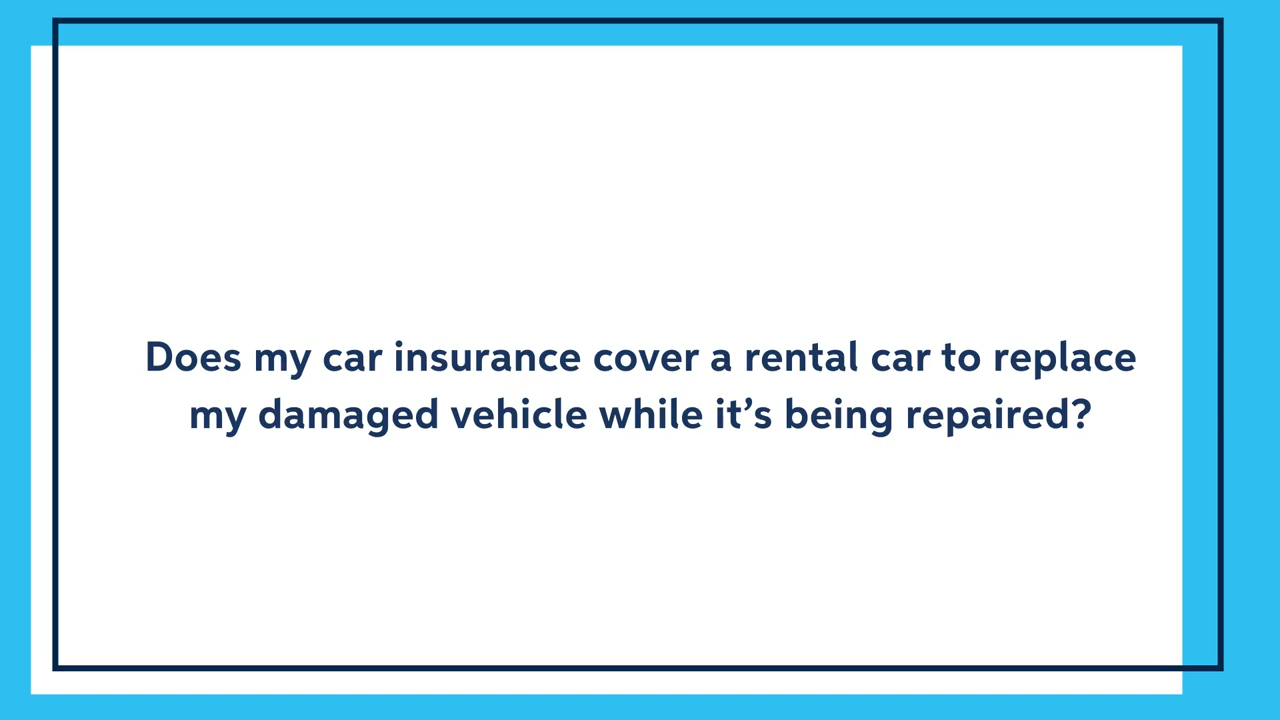 Does my car insurance cover a rental car to replace
my damaged vehicle while it’s being repaired?